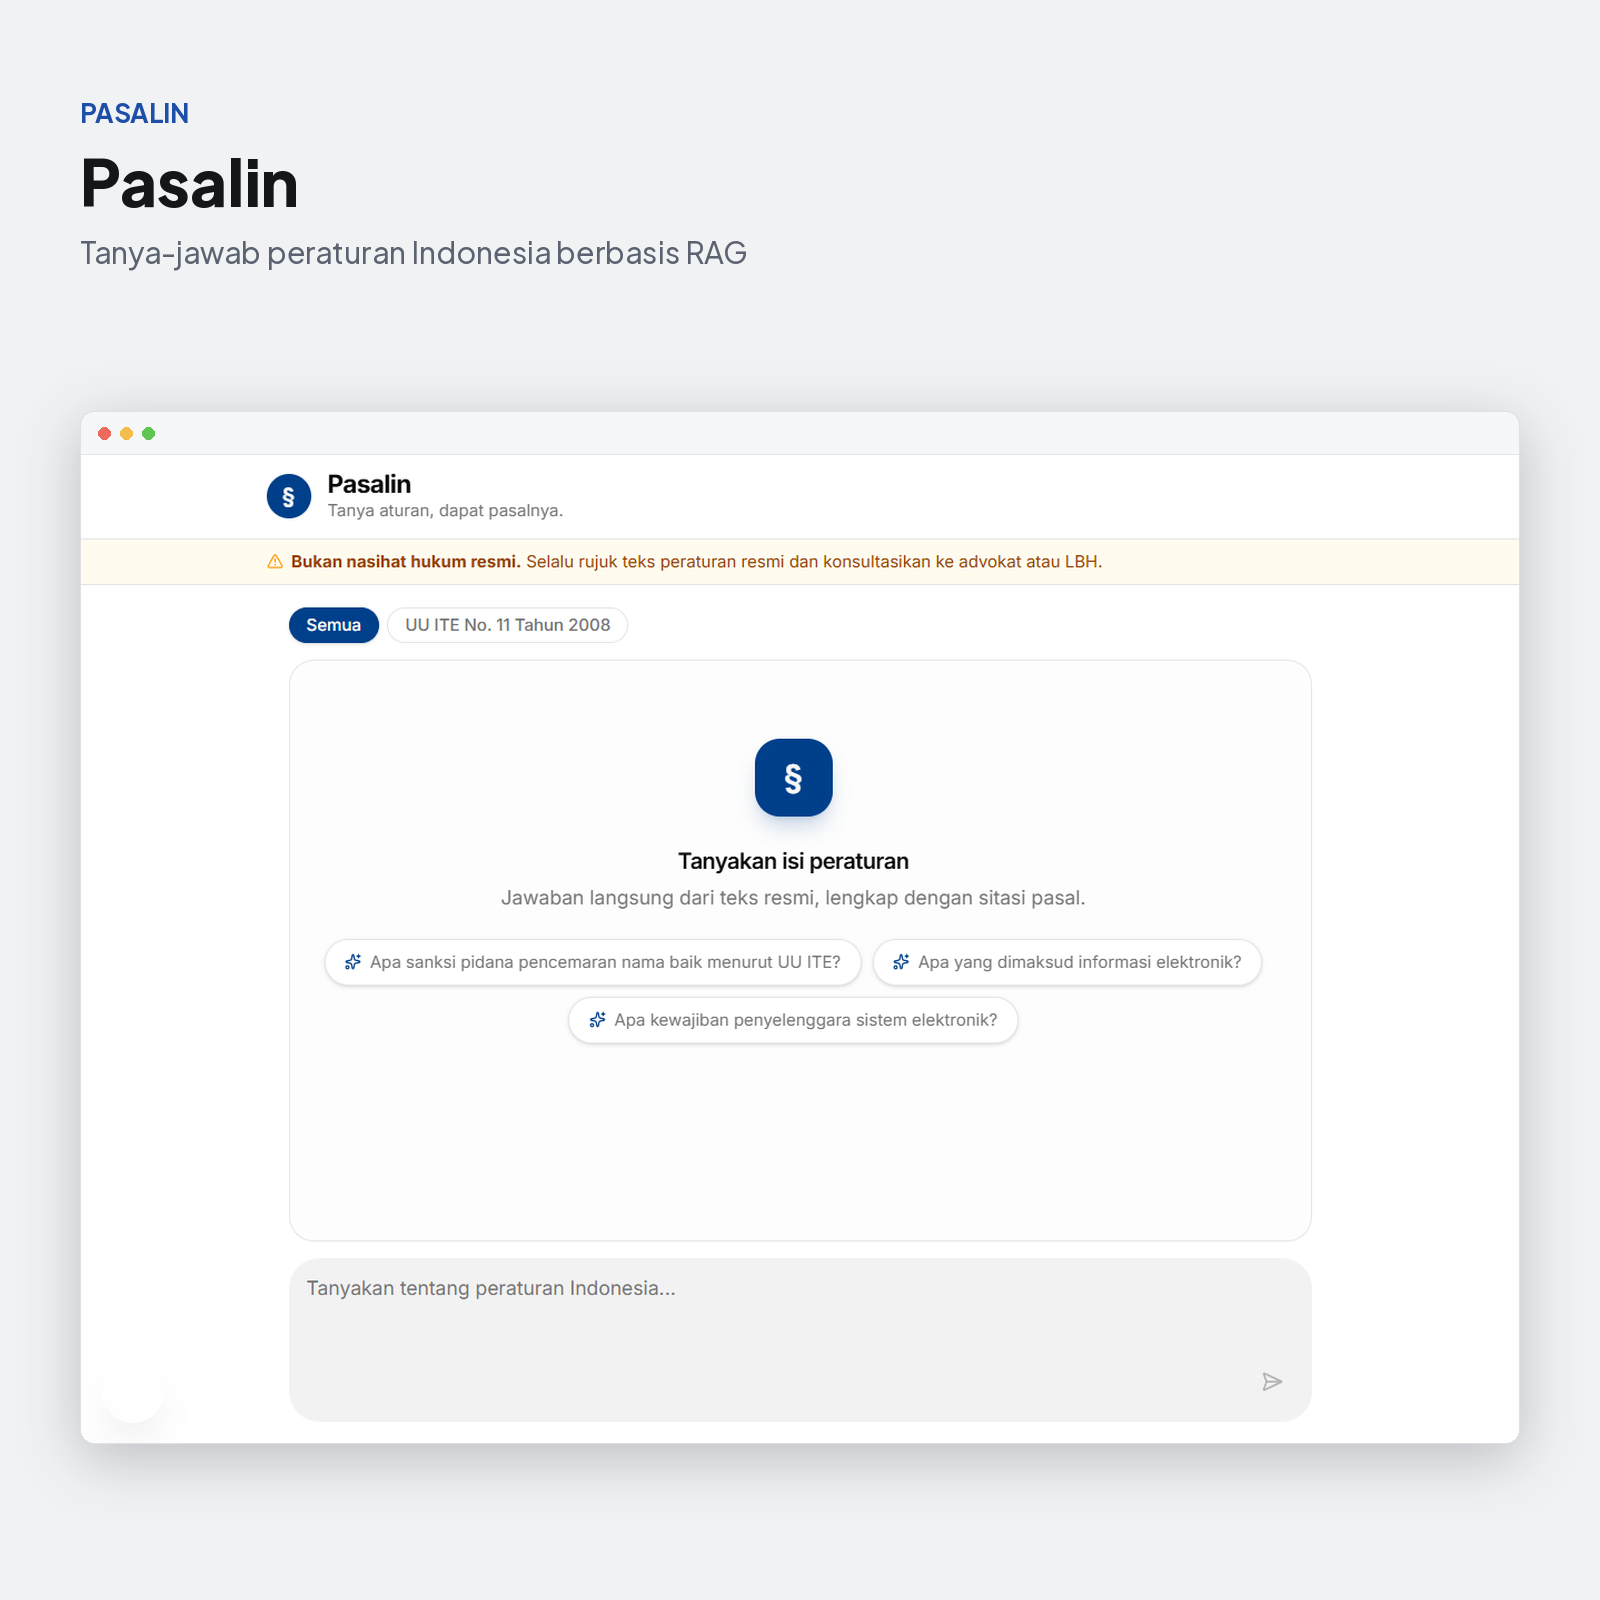 PASALIN
Pasalin
Tanya-jawab peraturan Indonesia berbasis RAG
§
Pasalin
Tanya aturan, dapat pasalnya.
Bukan nasihat hukum resmi. Selalu rujuk teks peraturan resmi dan konsultasikan ke advokat atau LBH.
Semua
UU ITE No. 11 Tahun 2008
§
Tanyakan isi peraturan
Jawaban langsung dari teks resmi, lengkap dengan sitasi pasal.
Apa sanksi pidana pencemaran nama baik menurut UU ITE?
Apa yang dimaksud informasi elektronik?
Apa kewajiban penyelenggara sistem elektronik?
Tanyakan tentang peraturan Indonesia...